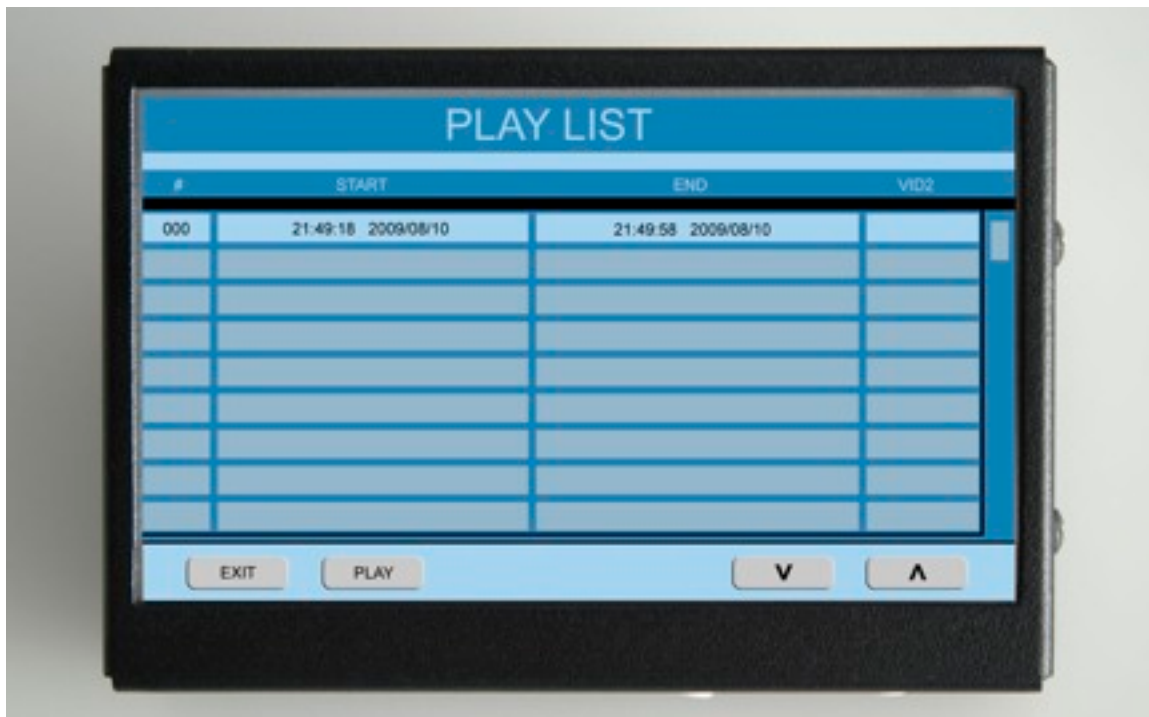 PLAY LIST
# START END VID2
000 21:49:18 2009/08/10 21:49:58 2009/08/10
EXIT PLAY V Λ